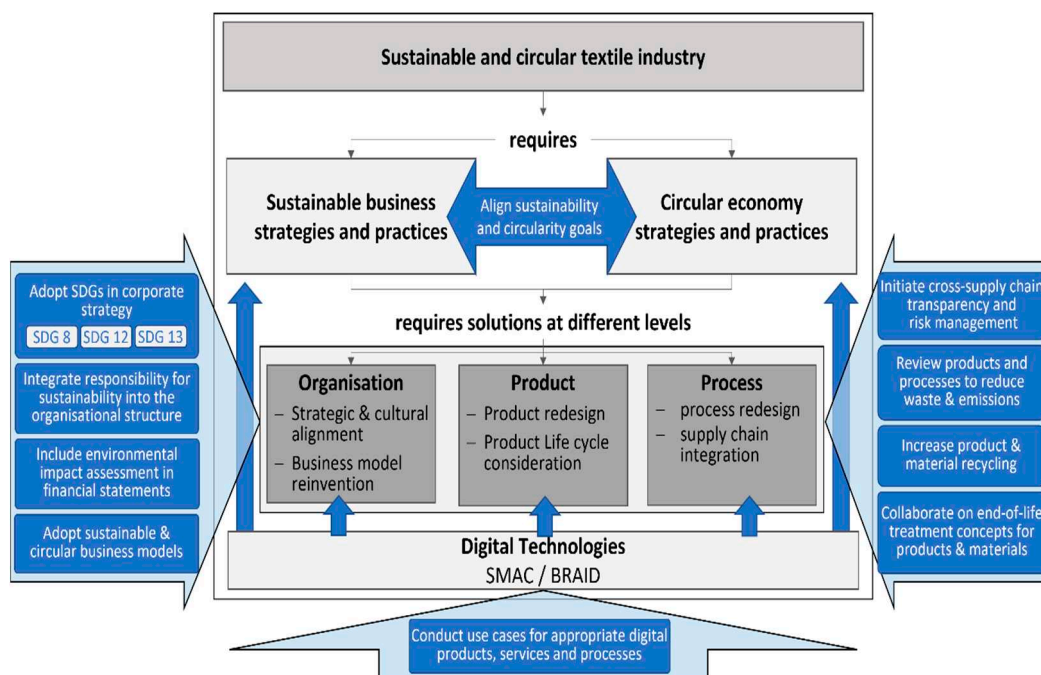 Sustainable and circular textile industry
requires
Sustainable business
strategies and practices
Align sustainability
and circularity goals
Circular economy
strategies and practices
requires solutions at different levels
Organisation
– Strategic & cultural
alignment
– Business model
reinvention
Product
– Product redesign
– Product Life cycle
consideration
Process
– process redesign
– supply chain
integration
Digital Technologies
SMAC / BRAID
Adopt SDGs in corporate
strategy
SDG 8
SDG 12
SDG 13
Integrate responsibility for
sustainability into the
organisational structure
Include environmental
impact assessment in
financial statements
Adopt sustainable &
circular business models
Initiate cross-supply chain
transparency and
risk management
Review products and
processes to reduce
waste & emissions
Increase product &
material recycling
Collaborate on end-of-life
treatment concepts for
products & materials
Conduct use cases for appropriate digital
products, services and processes